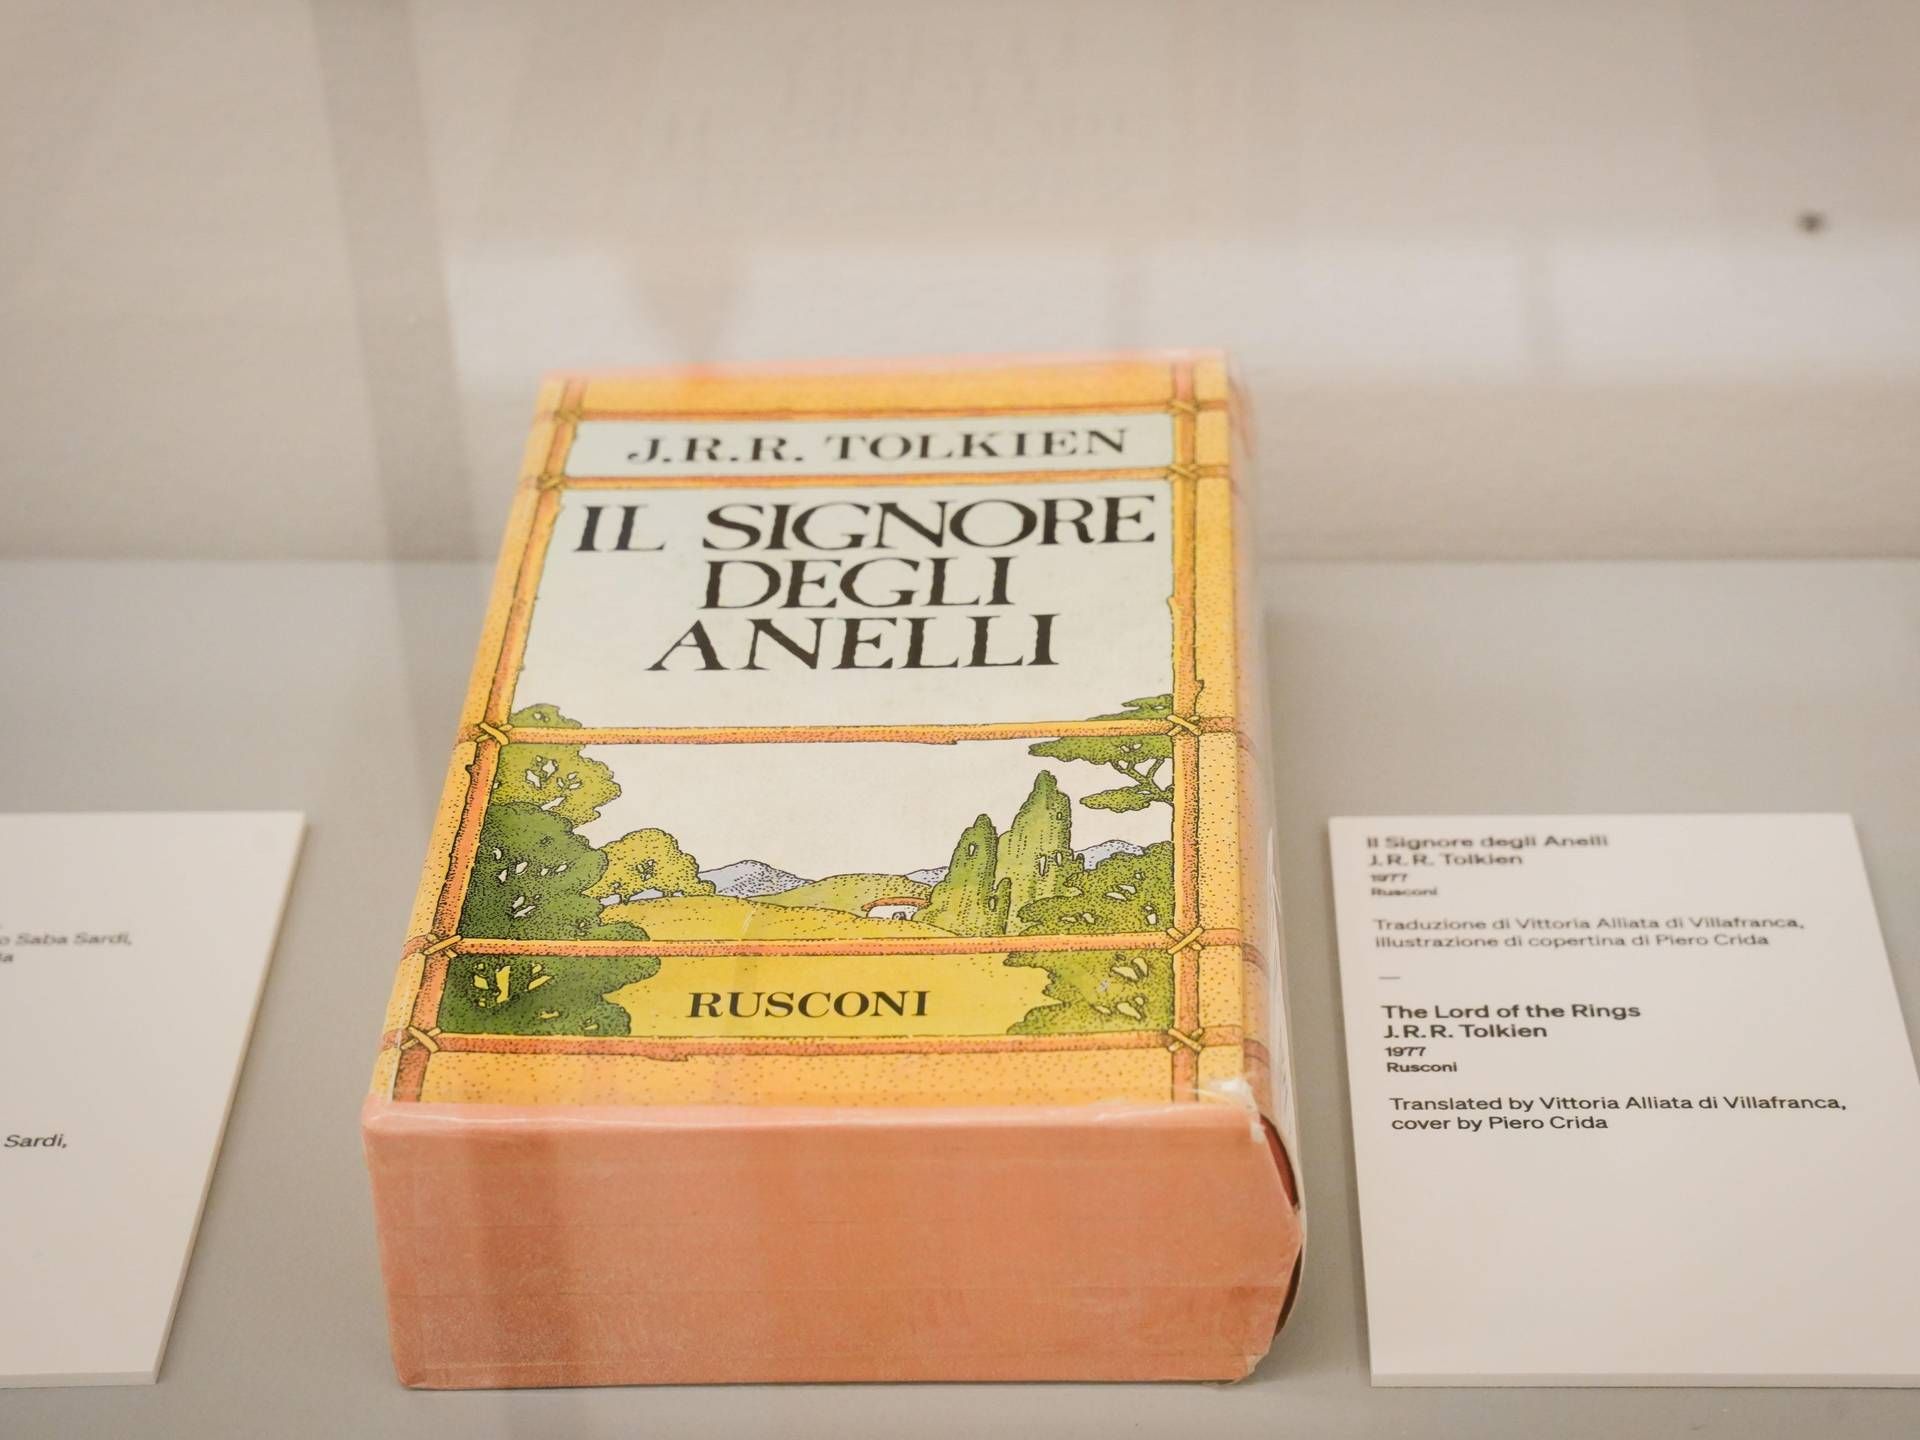 J.R.R. TOLKIEN
IL SIGNORE
DEGLI
ANELLI
RUSCONI
Saba Sardi,
Sardi,
Il Signore degli Anelli
J.R.R. Tolkien
1977
Rusconi
Traduzione di Vittoria Alliata di Villafranca,
illustrazione di copertina di Piero Crida
—
The Lord of the Rings
J.R.R. Tolkien
1977
Rusconi
Translated by Vittoria Alliata di Villafranca,
cover by Piero Crida